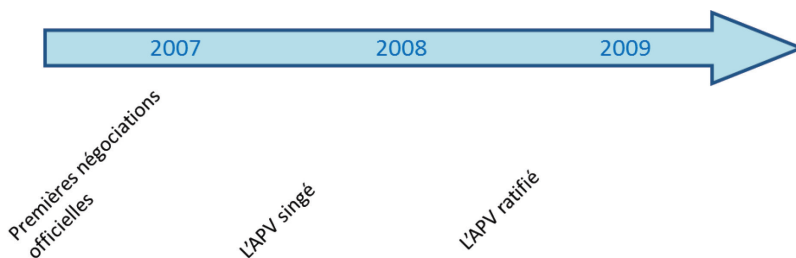 2007 2008 2009
Premières négociations
officielles
L'APV singé
L'APV ratifié